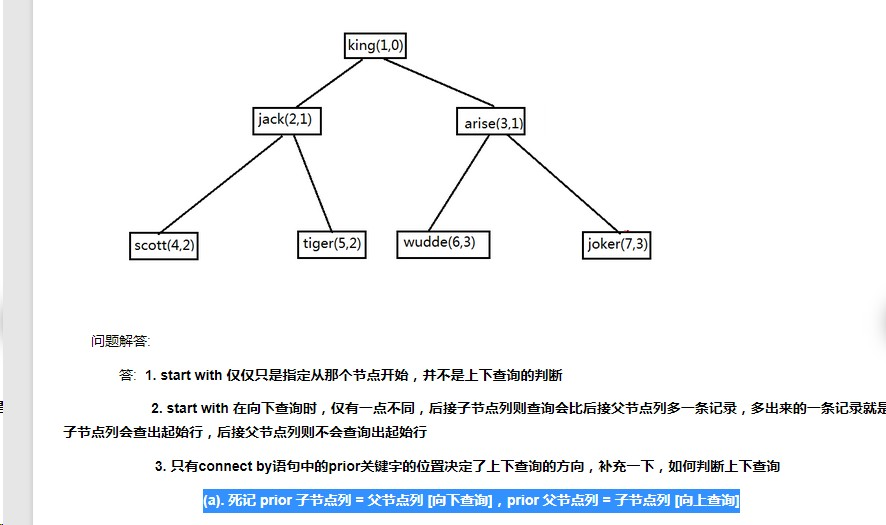 king(1,0)
jack(2,1)
arise(3,1)
scott(4,2)
tiger(5,2)
wudde(6,3)
joker(7,3)
问题解答:
答: 1. start with 仅仅只是指定从那个节点开始，并不是上下查询的判断
2. start with 在向下查询时，仅有一点不同，后接子节点列则查询会比后接父节点列多一条记录，多出来的一条记录就是
子节点列会查出起始行，后接父节点列则不会查询出起始行
3. 只有connect by语句中的prior关键字的位置决定了上下查询的方向，补充一下，如何判断上下查询
(a). 死记 prior 子节点列 = 父节点列 [向下查询]，prior 父节点列 = 子节点列 [向上查询]